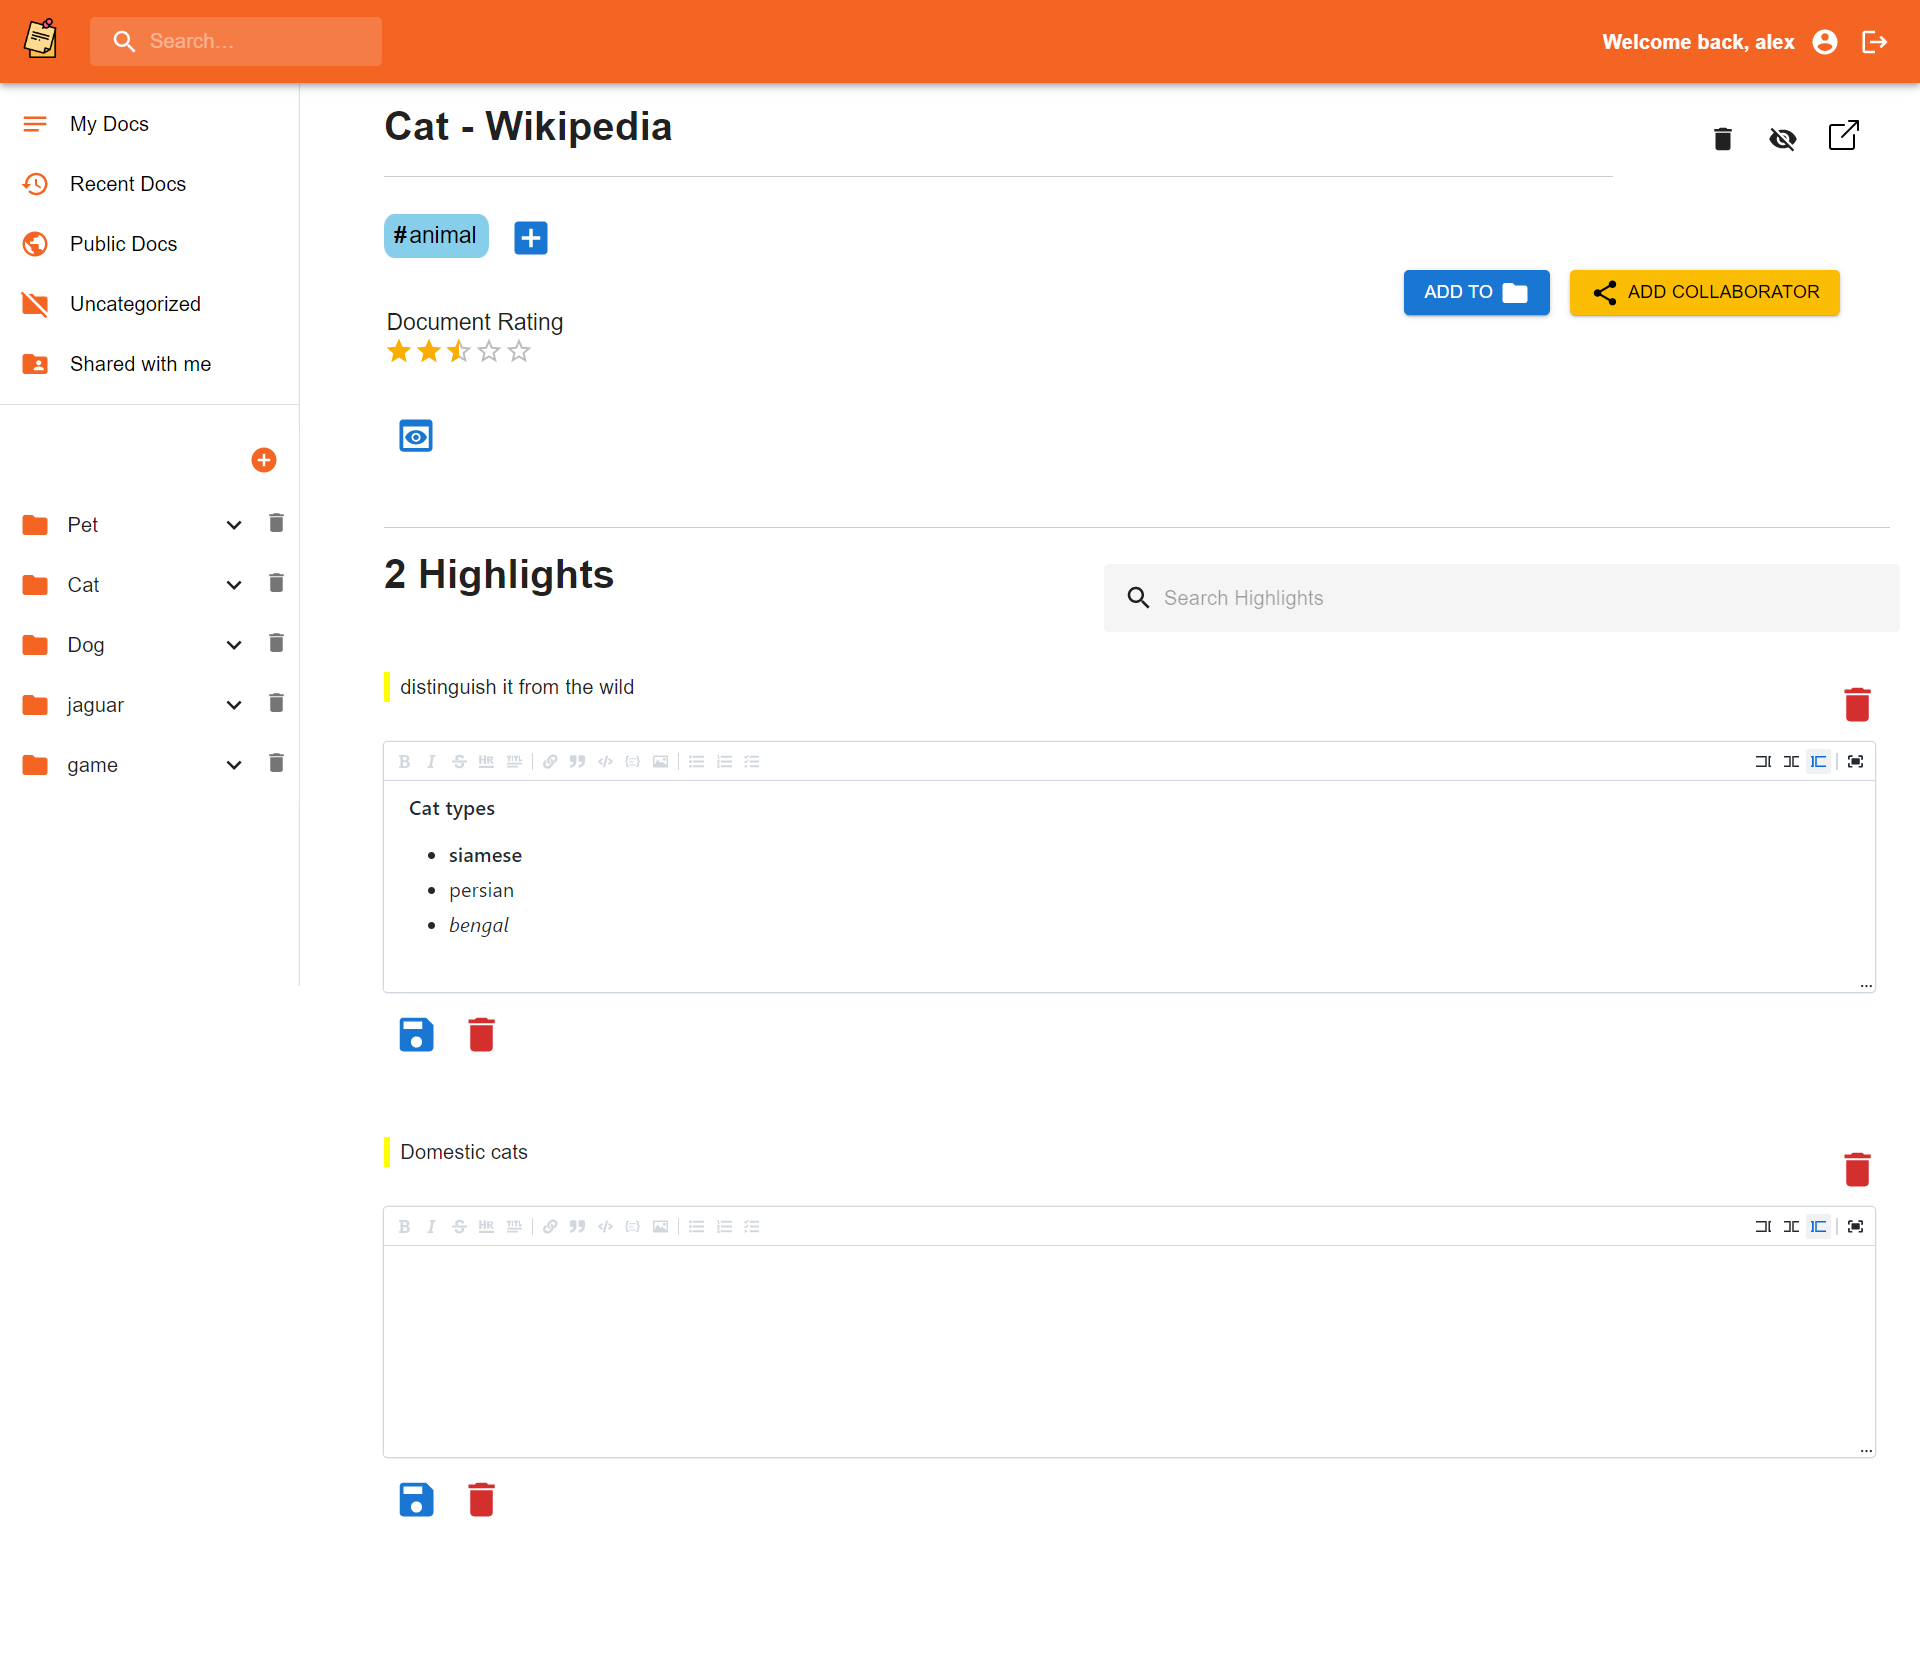 Search...
Welcome back, alex
My Docs
Recent Docs
Public Docs
Uncategorized
Shared with me
Pet
Cat
Dog
jaguar
game
Cat - Wikipedia
#animal
ADD TO
ADD COLLABORATOR
Document Rating
2 Highlights
Search Highlights
distinguish it from the wild
Cat types
siamese
persian
bengal
Domestic cats